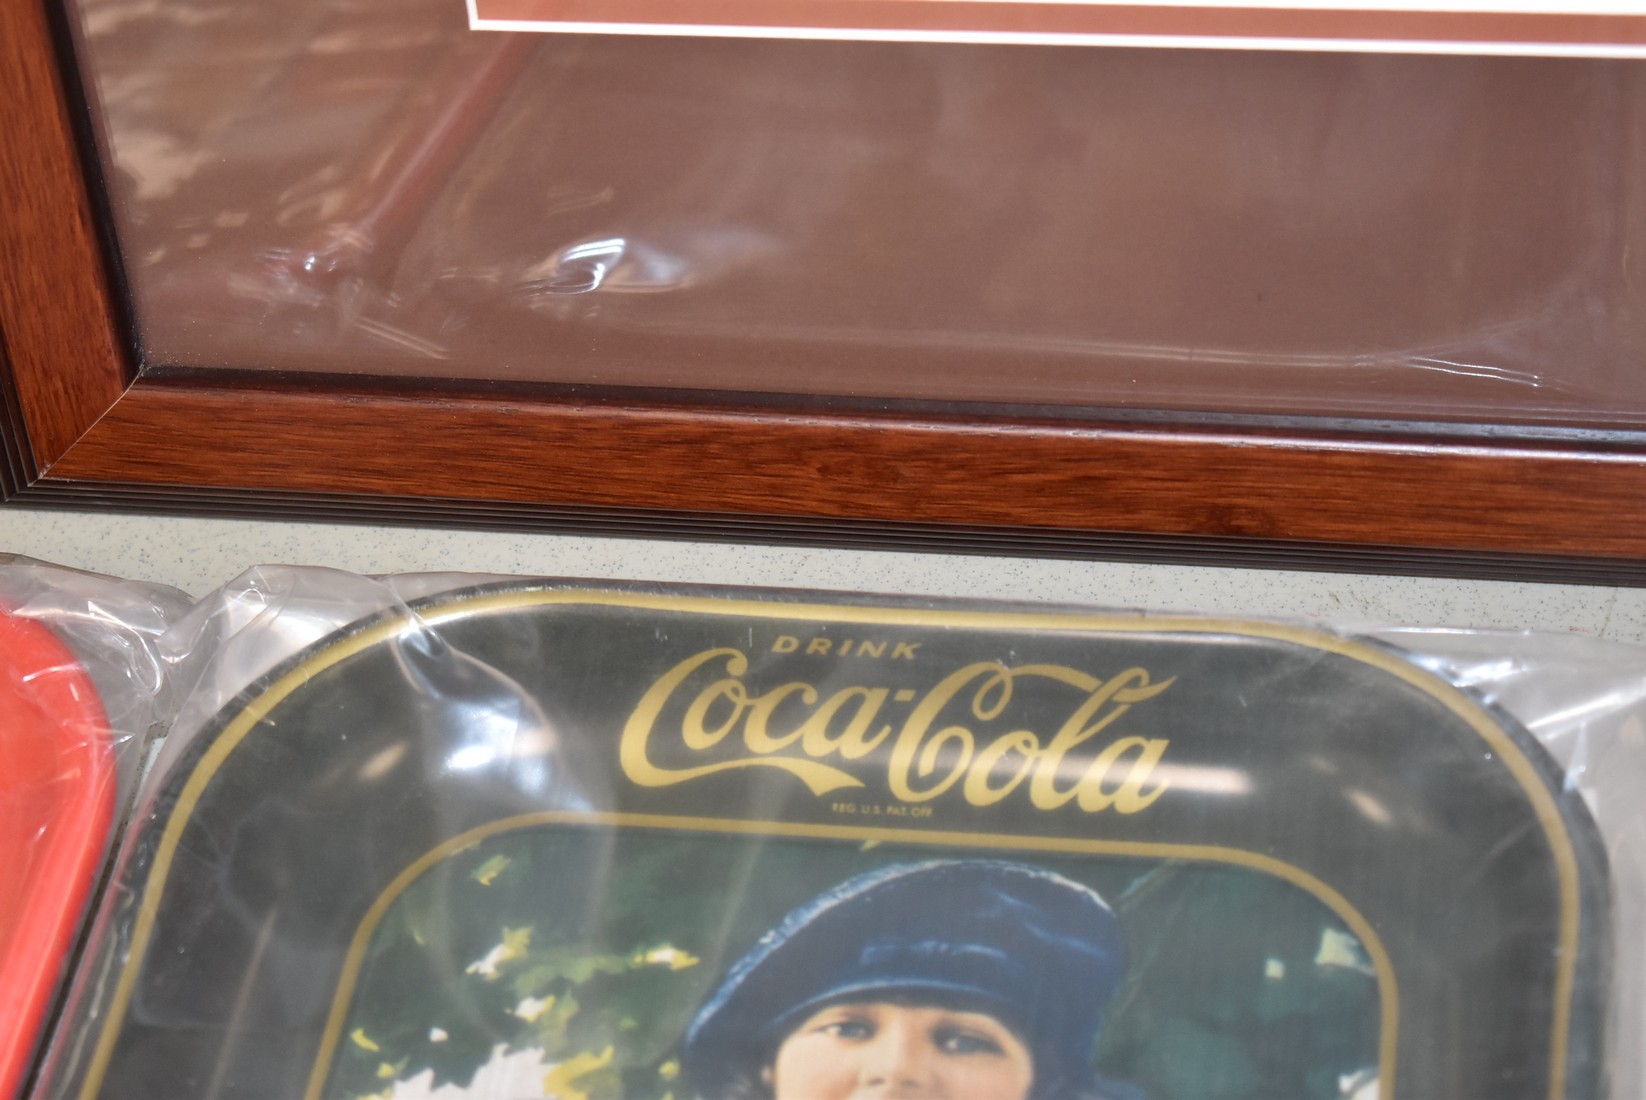 DRINK
Coca-Cola
REG. U.S. PAT. OFF.